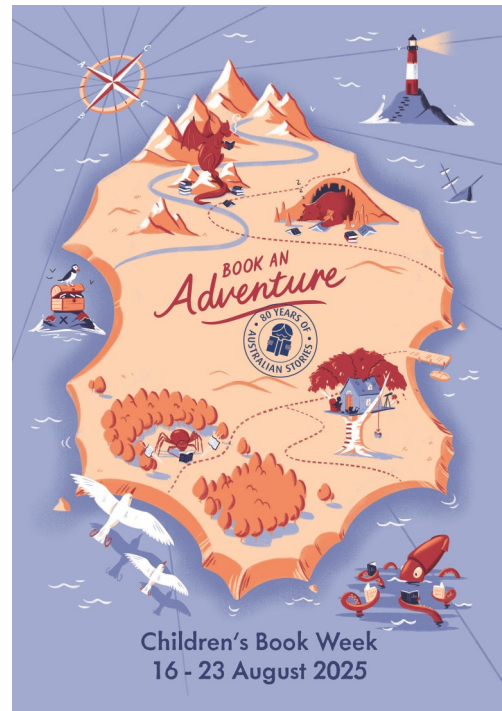 C
A
C
B
BOOK AN
Adventure
80 YEARS OF
AUSTRALIAN STORIES
z
z
Children's Book Week
16 - 23 August 2025